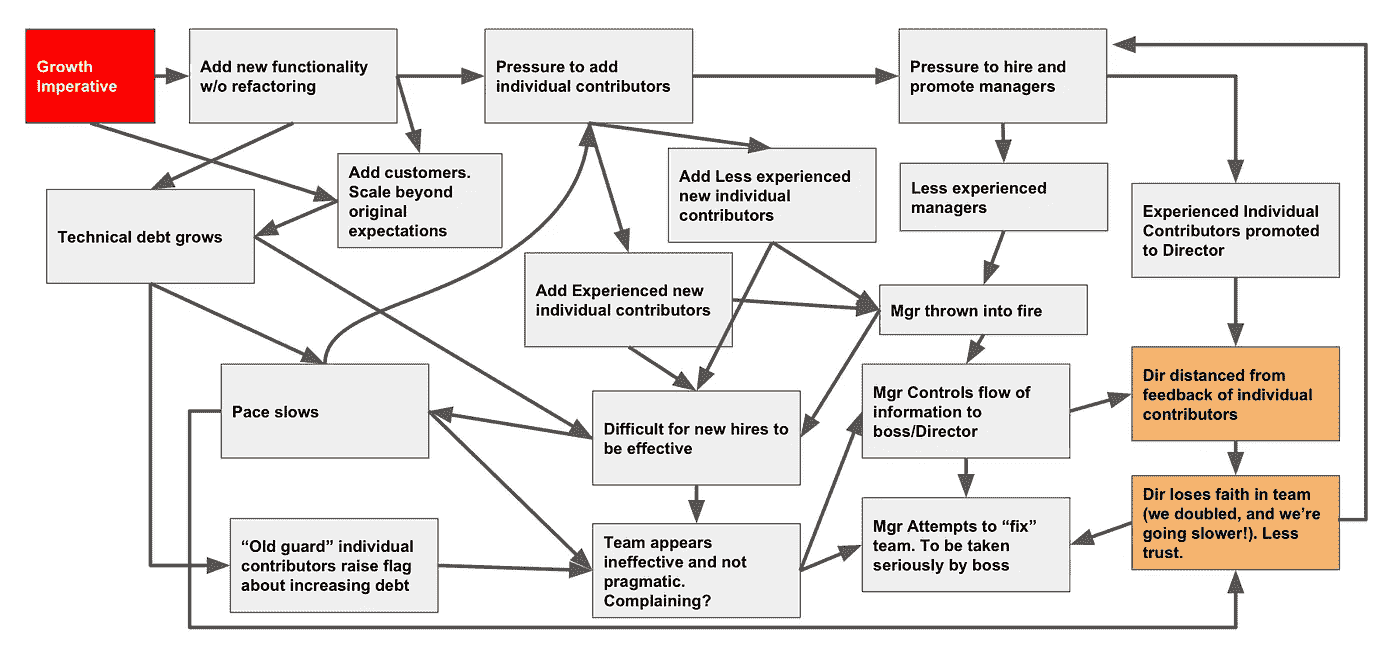 Growth
Imperative
Add new functionality
w/o refactoring
Pressure to add
individual contributors
Pressure to hire and
promote managers
Add customers.
Scale beyond
original
expectations
Add Less experienced
new individual
contributors
Less experienced
managers
Experienced Individual
Contributors promoted
to Director
Technical debt grows
Add Experienced new
individual contributors
Mgr thrown into fire
Pace slows
Difficult for new hires to
be effective
Mgr Controls flow of
information to
boss/Director
Dir distanced from
feedback of individual
contributors
“Old guard” individual
contributors raise flag
about increasing debt
Team appears
ineffective and not
pragmatic.
Complaining?
Mgr Attempts to “fix”
team. To be taken
seriously by boss
Dir loses faith in team
(we doubled, and we’re
going slower!). Less
trust.